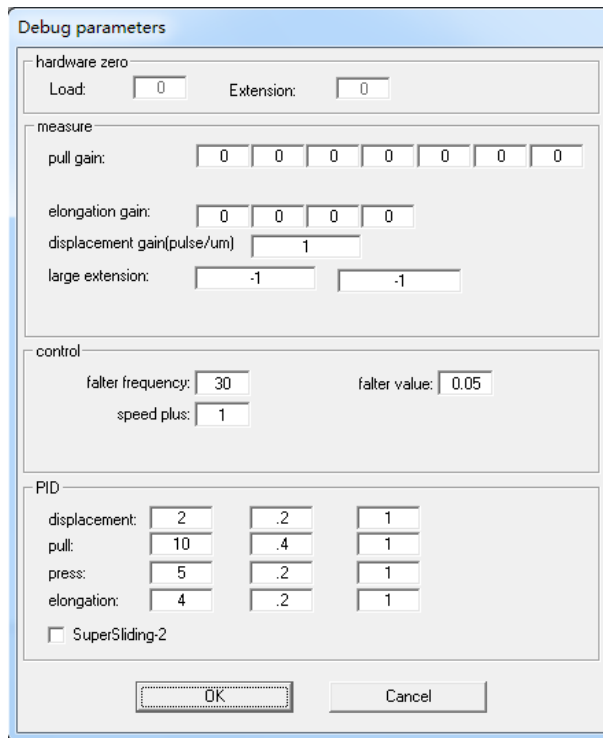 Debug parameters
hardware zero
Load: 0 Extension: 0
measure
pull gain: 0 0 0 0 0 0 0
elongation gain: 0 0 0 0
displacement gain(pulse/um) 1
large extension: -1 -1
control
falter frequency: 30 falter value: 0.05
speed plus: 1
PID
displacement: 2 .2 1
pull: 10 .4 1
press: 5 .2 1
elongation: 4 .2 1
SuperSliding-2
OK Cancel